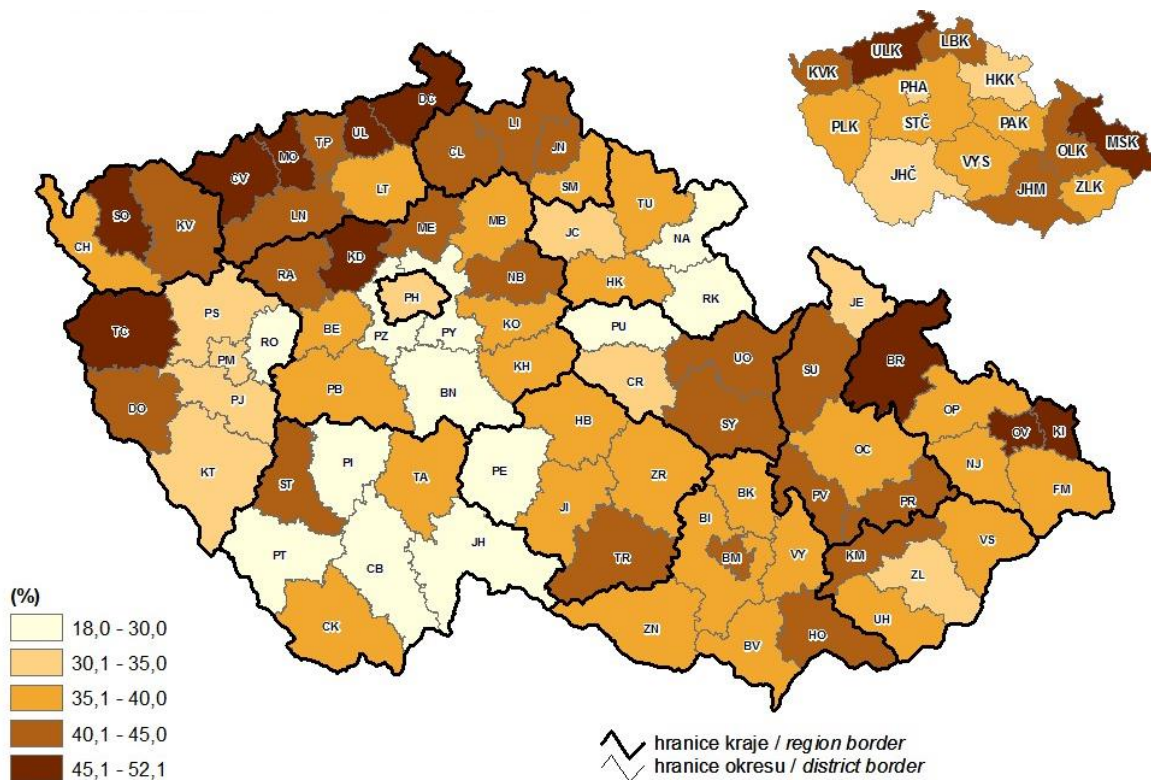 ULK
LBK
KVK
HKK
PHA
PLK
STČ
PAK
MSK
OLK
VYS
JHČ
JHM
ZLK
DC
LI
UL
TP
JN
MO
CL
CV
LT
SM
SO
KV
LN
MB
TU
ME
CH
JC
NA
KD
RA
NB
HK
PH
RK
JE
PS
TC
BE
RO
KO
PU
PZ
PY
PM
UO
BR
SU
KH
CR
PB
BN
PJ
DO
OP
SY
HB
OV
KI
OC
KT
PI
TA
PE
NJ
ZR
ST
FM
JI
BK
PV
PR
BI
VS
PT
JH
TR
BM
VY
KM
CB
ZL
UH
CK
ZN
HO
BV
(%)
18,0 - 30,0
30,1 - 35,0
35,1 - 40,0
40,1 - 45,0
45,1 - 52,1
hranice kraje / region border
hranice okresu / district border